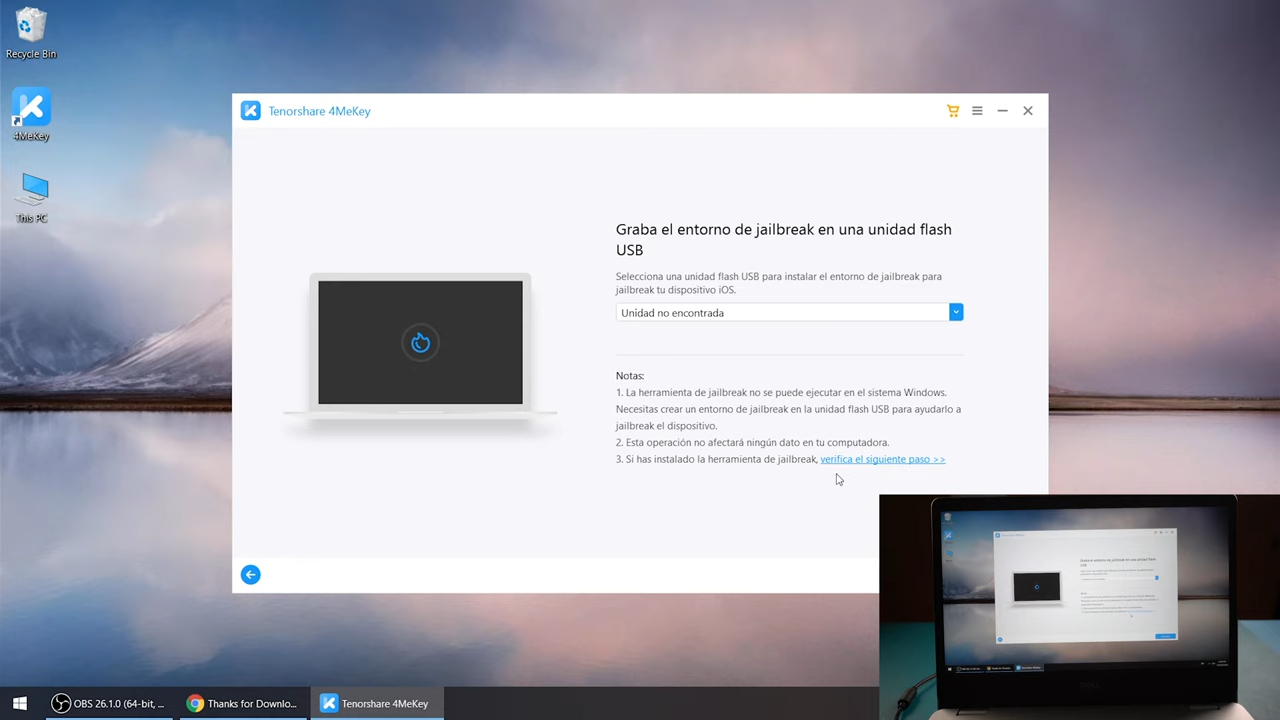 Recycle Bin
4MeKey
This PC
Tenorshare 4MeKey
Graba el entorno de jailbreak en una unidad flash
USB
Selecciona una unidad flash USB para instalar el entorno de jailbreak para
jailbreak tu dispositivo iOS.
Unidad no encontrada
Notas:
1. La herramienta de jailbreak no se puede ejecutar en el sistema Windows.
Necesitas crear un entorno de jailbreak en la unidad flash USB para ayudarlo a
jailbreak el dispositivo.
2. Esta operación no afectará ningún dato en tu computadora.
3. Si has instalado la herramienta de jailbreak, verifica el siguiente paso >>
OBS 26.1.0 (64-bit, ...
Thanks for Downlo...
Tenorshare 4MeKey
DELL